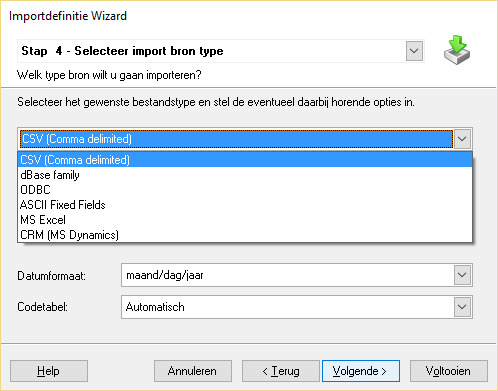 Importdefinitie Wizard
Stap 4 - Selecteer import bron type
Welk type bron wilt u gaan importeren?
Selecteer het gewenste bestandstype en stel de eventueel daarbij horende opties in.
CSV (Comma delimited)
CSV (Comma delimited)
dBase family
ODBC
ASCII Fixed Fields
MS Excel
CRM (MS Dynamics)
Datumformaat: maand/dag/jaar
Codetabel: Automatisch
Help Annuleren < Terug Volgende > Voltooien